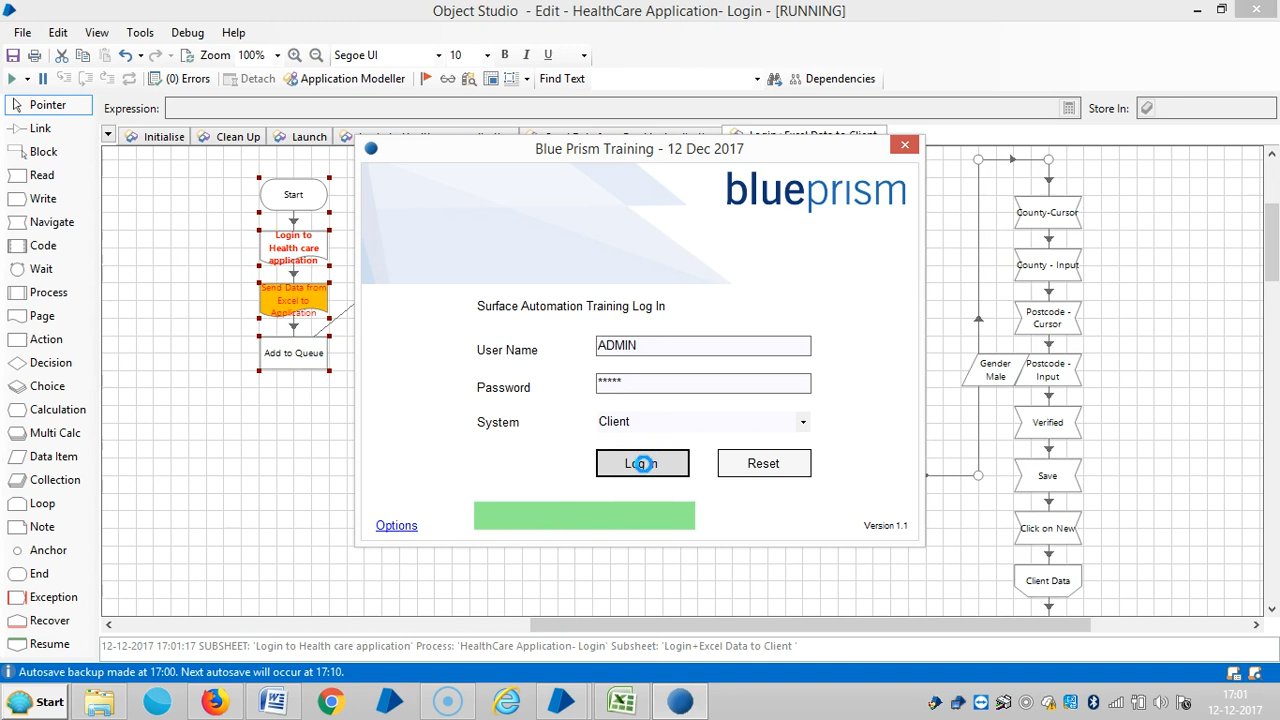 Object Studio - Edit - HealthCare Application- Login - [RUNNING]
File Edit View Tools Debug Help
Zoom 100% Segoe UI 10 B I U
(0) Errors Detach Application Modeller Find Text Dependencies
Pointer Expression: Store In:
Link
Initialise Clean Up Launch
Login+Excel Data to Client
Block
Read
Write
Navigate
Code
Wait
Process
Page
Action
Decision
Choice
Calculation
Multi Calc
Data Item
Collection
Loop
Note
Anchor
End
Exception
Recover
Resume
Start
Login to
Health care
application
Send Data from
Excel to
Application
Add to Queue
Blue Prism Training - 12 Dec 2017
blueprism
Surface Automation Training Log In
User Name ADMIN
Password *****
System Client
Log In Reset
Options Version 1.1
County-Cursor
County - Input
Postcode -
Cursor
Gender
Male
Postcode -
Input
Verified
Save
Click on New
Client Data
12-12-2017 17:01:17 SUBSHEET: 'Login to Health care application' Process: 'HealthCare Application- Login' Subsheet: 'Login+Excel Data to Client '
Autosave backup made at 17:00. Next autosave will occur at 17:10.
Start
17:01
12-12-2017